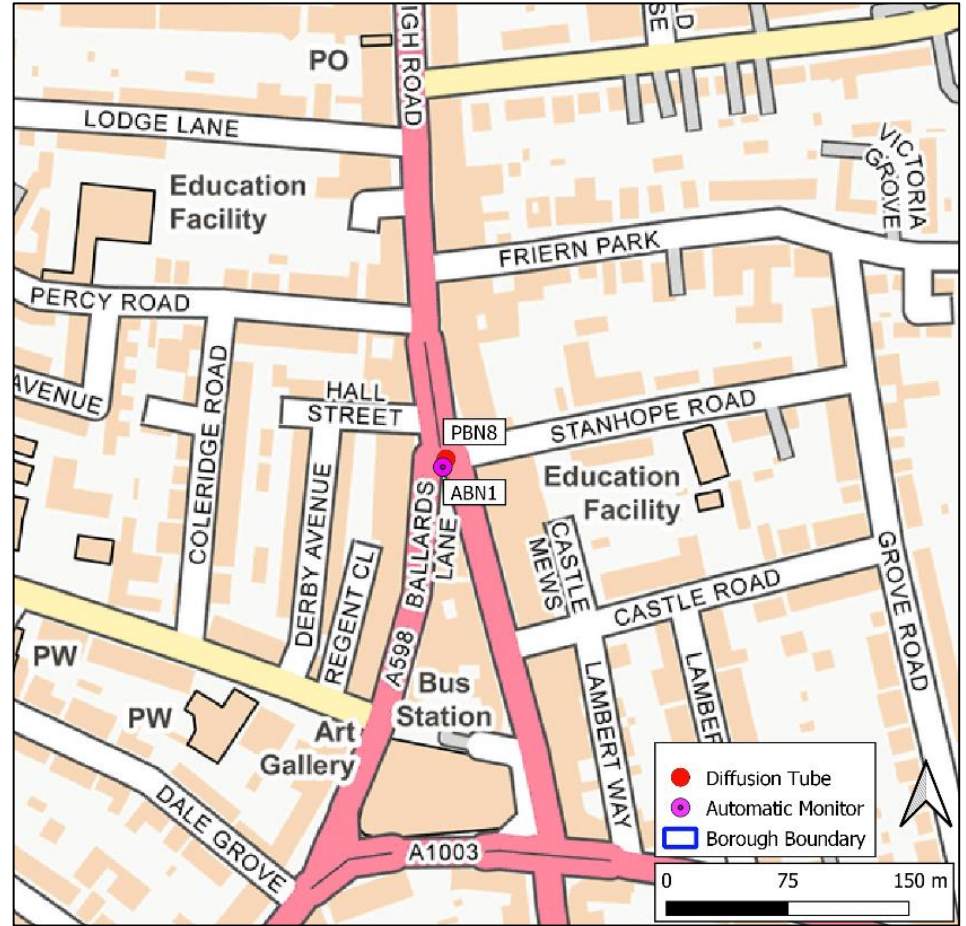 IGH ROAD
PO
LODGE LANE
Education
Facility
VICTORIA
GROVE
FRIERN PARK
PERCY ROAD
AVENUE
COLERIDGE ROAD
HALL
STREET
PBN8
STANHOPE ROAD
ABN1
Education
Facility
DERBY AVENUE
REGENT CL
BALLARDS
LANE
A598
CASTLE
MEWS
CASTLE ROAD
GROVE ROAD
PW
PW
Bus
Station
Art
Gallery
LAMBERT WAY
LAMBER
DALE GROVE
A1003
Diffusion Tube
Automatic Monitor
Borough Boundary
0 75 150 m